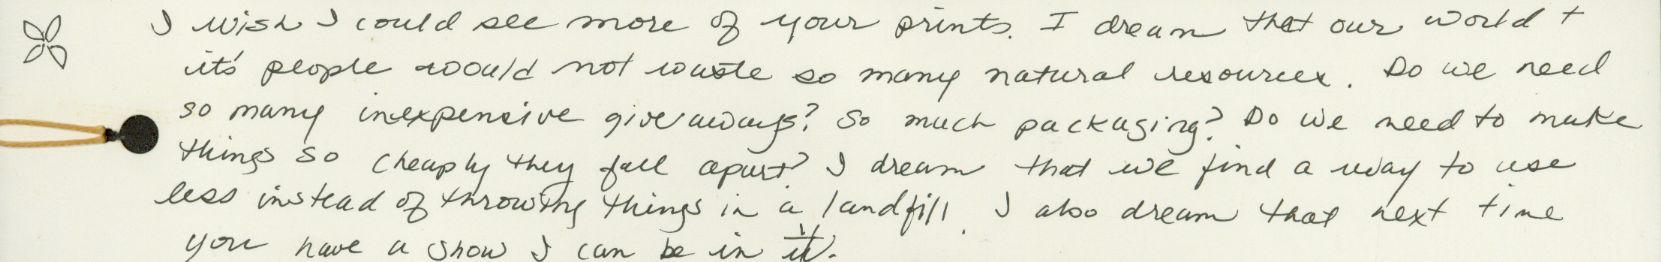 I wish I could see more of your prints. I dream that our world +
it's people would not waste so many natural resources. Do we need
so many inexpensive giveaways? So much packaging? Do we need to make
things so cheaply they fall apart? I dream that we find a way to use
less instead of throwing things in a landfill. I also dream that next time
you have a show I can be in it.